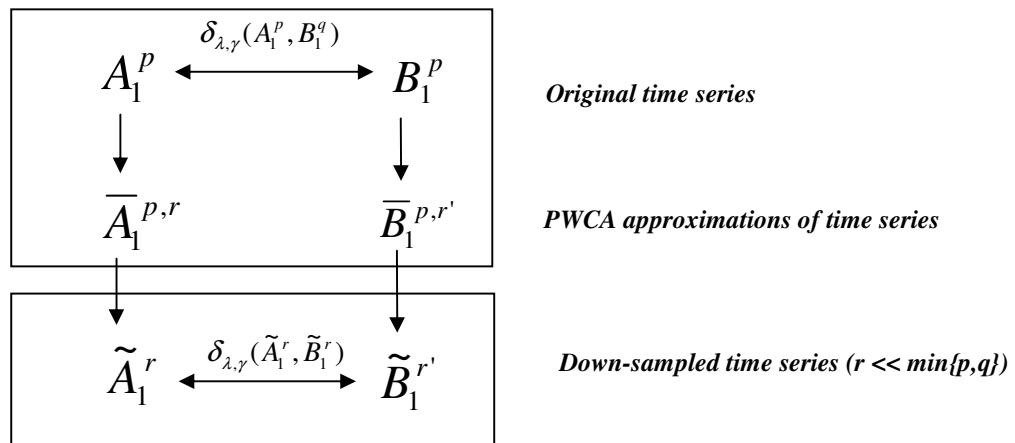 δ_{λ,γ}(A_1^p, B_1^q)
A_1^p B_1^p
Original time series
A̅_1^{p,r} B̅_1^{p,r'}
PWCA approximations of time series
δ_{λ,γ}(Ã_1^r, B̃_1^r)
Ã_1^r B̃_1^{r'}
Down-sampled time series (r << min{p,q})